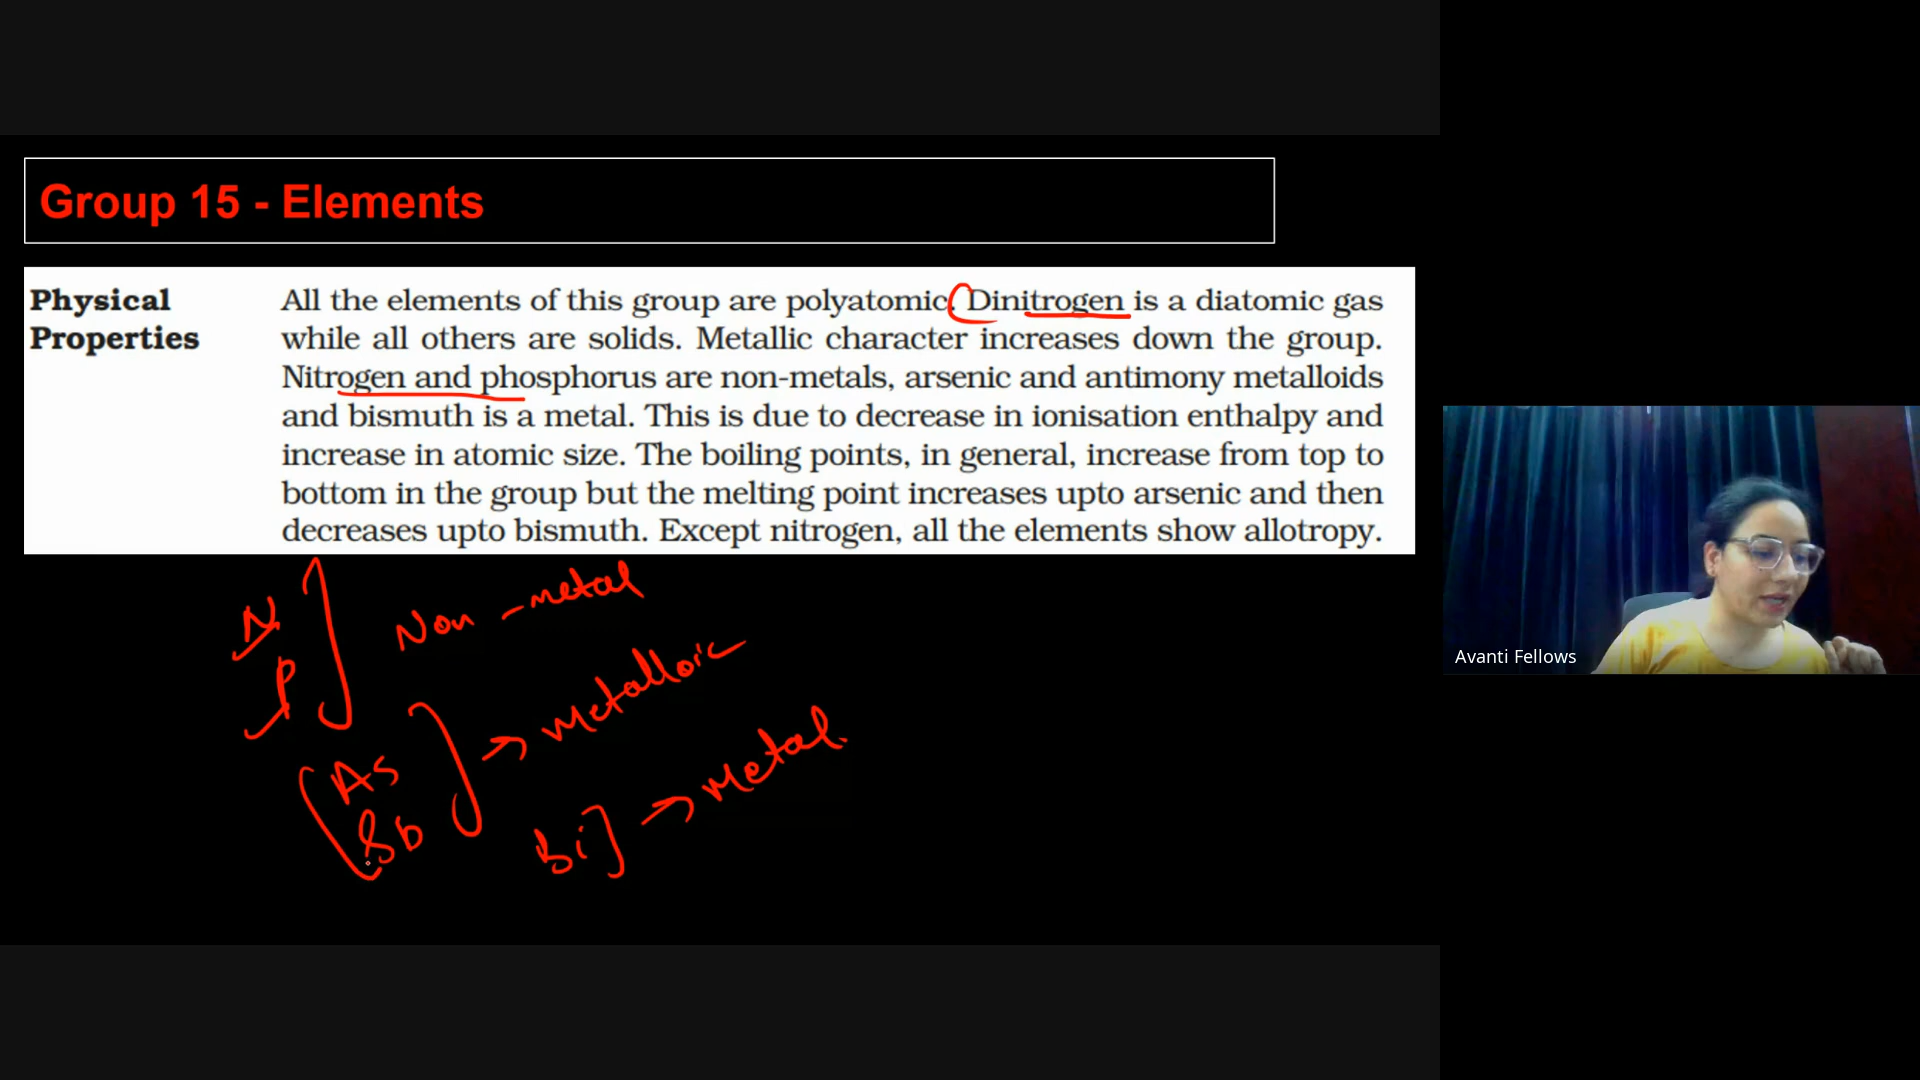 Group 15 - Elements
Physical
Properties
All the elements of this group are polyatomic. Dinitrogen is a diatomic gas
while all others are solids. Metallic character increases down the group.
Nitrogen and phosphorus are non-metals, arsenic and antimony metalloids
and bismuth is a metal. This is due to decrease in ionisation enthalpy and
increase in atomic size. The boiling points, in general, increase from top to
bottom in the group but the melting point increases upto arsenic and then
decreases upto bismuth. Except nitrogen, all the elements show allotropy.
N
P
Non - metal
As
Sb
→ Metalloic
Bi] → Metal.
Avanti Fellows